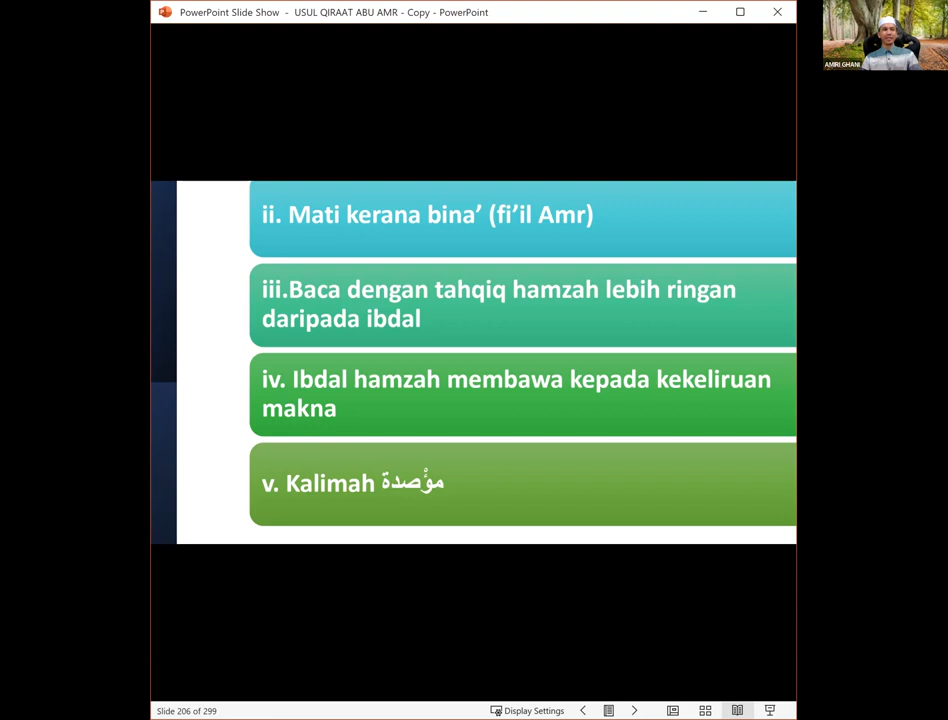 PowerPoint Slide Show - USUL QIRAAT ABU AMR - Copy - PowerPoint
AMIRI GHANI
ii. Mati kerana bina’ (fi’il Amr)
iii.Baca dengan tahqiq hamzah lebih ringan
daripada ibdal
iv. Ibdal hamzah membawa kepada kekeliruan
makna
v. Kalimah مؤْصدة
Slide 206 of 299
Display Settings